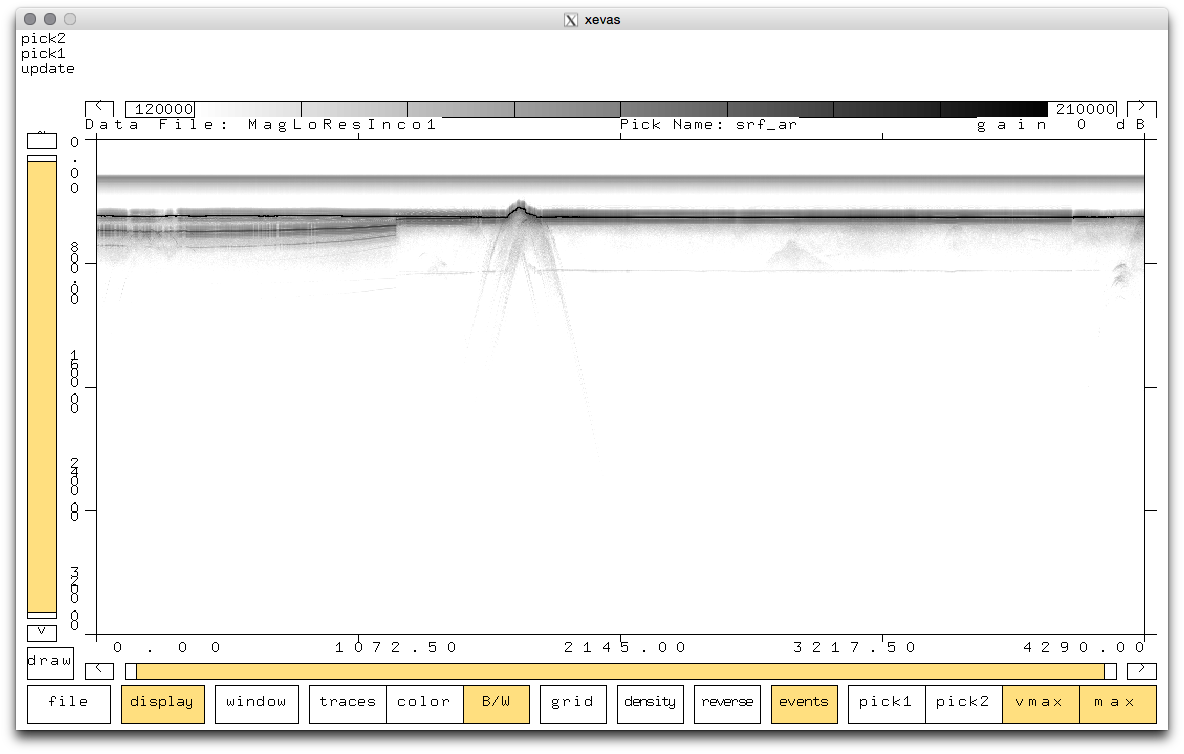 xevas
pick2
pick1
update
< 120000 210000 >
Data File: MagLoResInco1 Pick Name: srf_ar gain 0 dB
0.00
800.00
1600.00
2400.00
3200.00
0.00 1072.50 2145.00 3217.50 4290.00
draw < >
file display window traces color B/W grid density reverse events pick1 pick2 vmax max